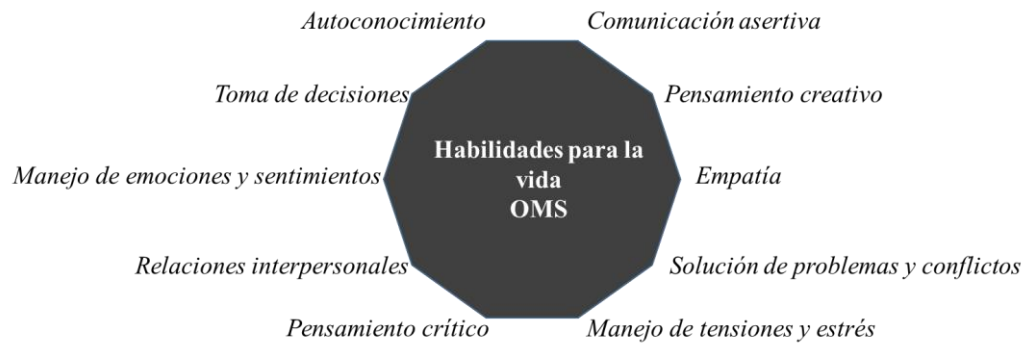 Autoconocimiento
Comunicación asertiva
Toma de decisiones
Pensamiento creativo
Habilidades para la
vida
OMS
Manejo de emociones y sentimientos
Empatía
Relaciones interpersonales
Solución de problemas y conflictos
Pensamiento crítico
Manejo de tensiones y estrés